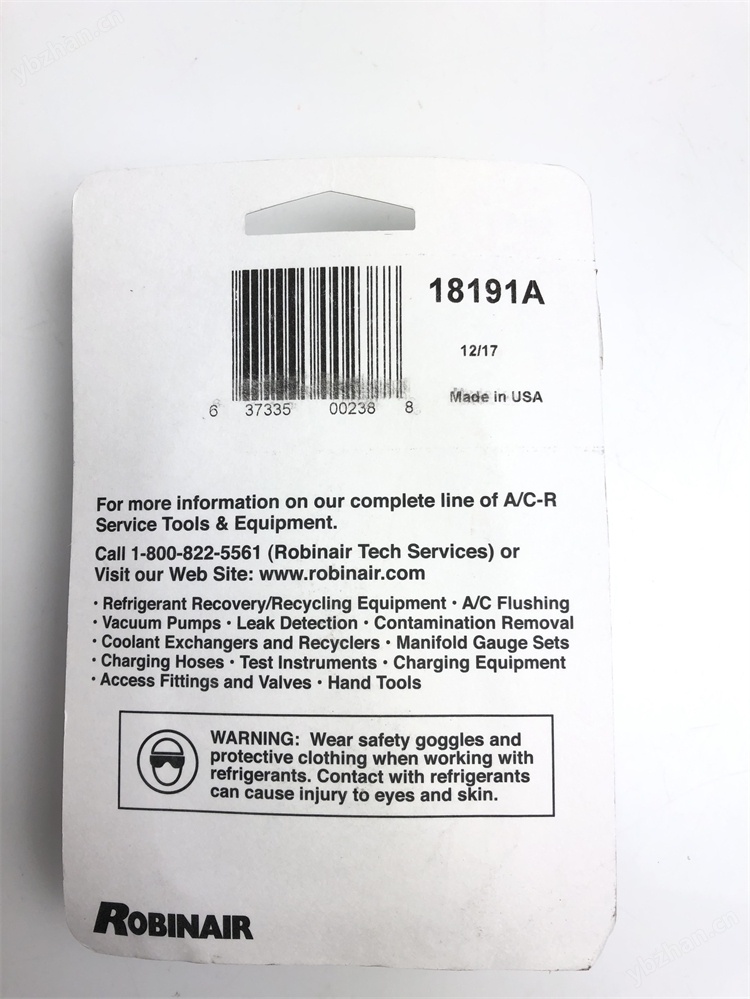 ybzhan.cn
18191A
12/17
Made in USA
6 37335 00238 8
For more information on our complete line of A/C-R
Service Tools & Equipment.
Call 1-800-822-5561 (Robinair Tech Services) or
Visit our Web Site: www.robinair.com
· Refrigerant Recovery/Recycling Equipment · A/C Flushing
· Vacuum Pumps · Leak Detection · Contamination Removal
· Coolant Exchangers and Recyclers · Manifold Gauge Sets
· Charging Hoses · Test Instruments · Charging Equipment
· Access Fittings and Valves · Hand Tools
WARNING: Wear safety goggles and
protective clothing when working with
refrigerants. Contact with refrigerants
can cause injury to eyes and skin.
ROBINAIR
ybzhan.cn